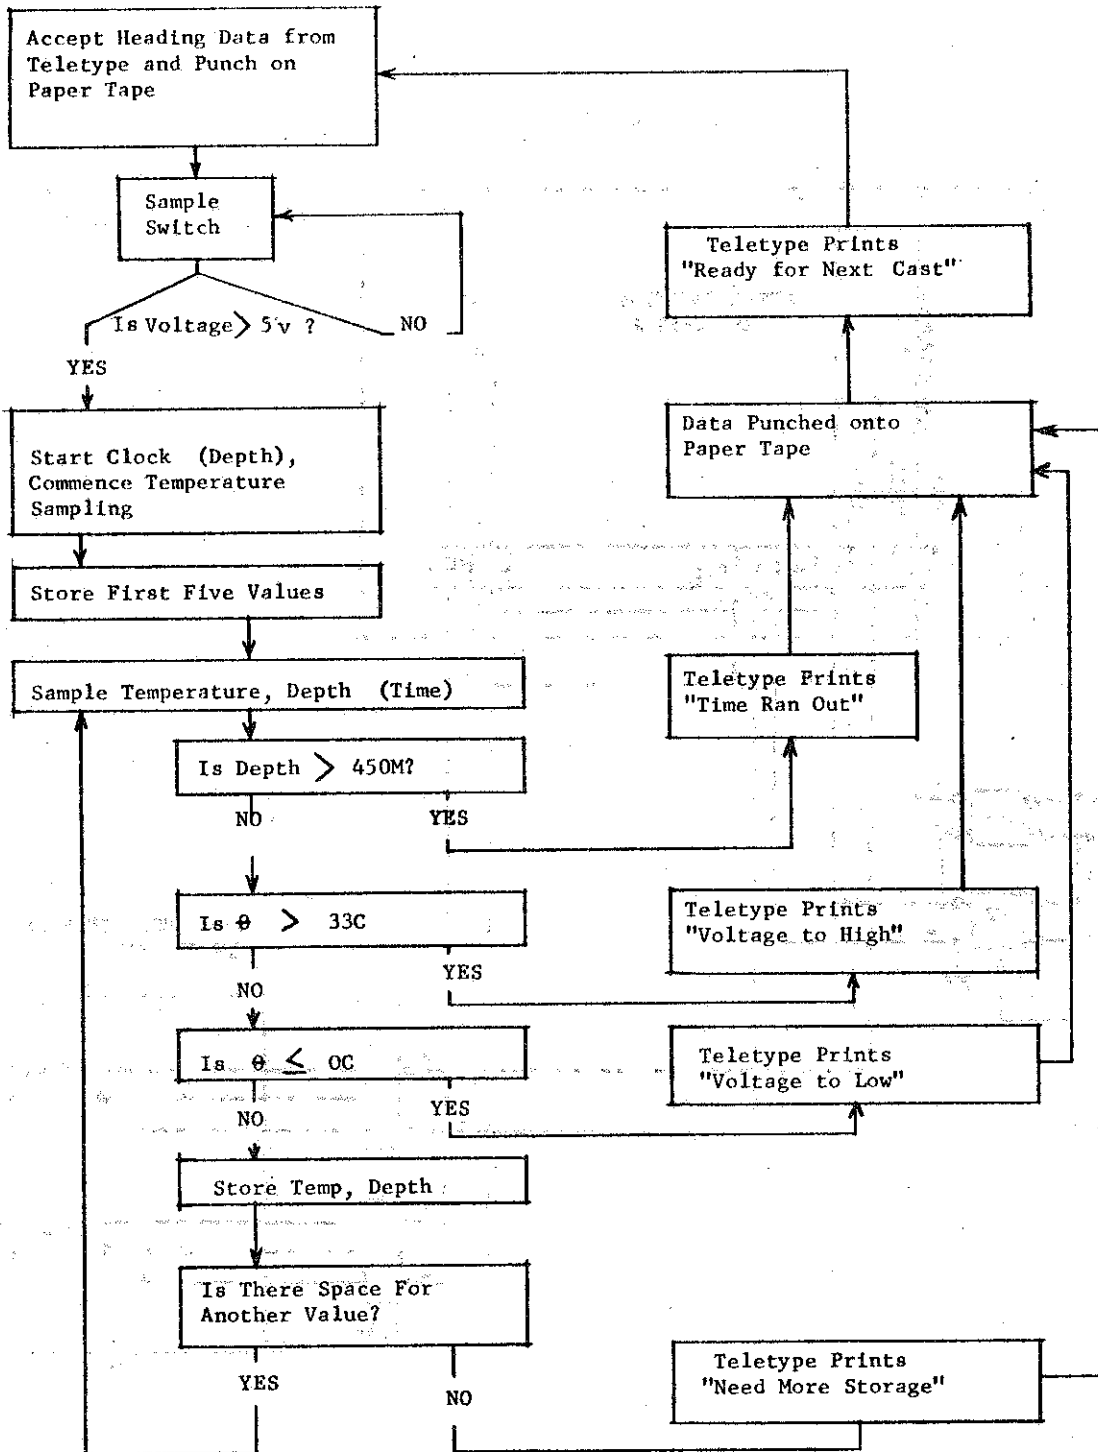 Accept Heading Data from
Teletype and Punch on
Paper Tape
Sample
Switch
Is Voltage > 5v ?
NO
YES
Start Clock (Depth),
Commence Temperature
Sampling
Store First Five Values
Sample Temperature, Depth (Time)
Is Depth > 450M?
NO
YES
Is θ > 33C
YES
NO
Is θ ≤ 0C
YES
NO
Store Temp, Depth
Is There Space For
Another Value?
YES
NO
Teletype Prints
"Ready for Next Cast"
Data Punched onto
Paper Tape
Teletype Prints
"Time Ran Out"
Teletype Prints
"Voltage to High"
Teletype Prints
"Voltage to Low"
Teletype Prints
"Need More Storage"